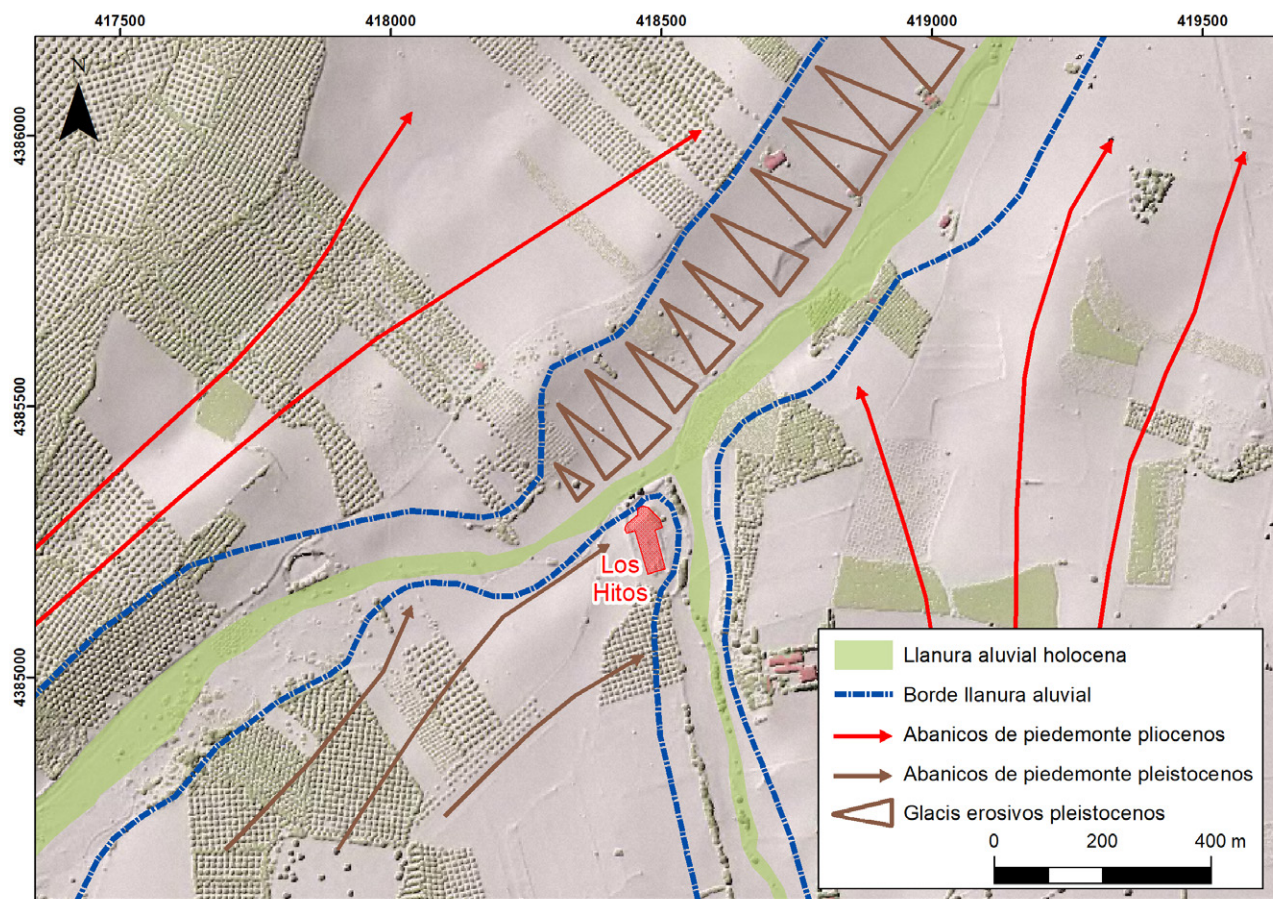 417500
418000
418500
419000
419500
N
4386000
4385500
4385000
Los
Hitos
Llanura aluvial holocena
Borde llanura aluvial
Abanicos de piedemonte pliocenos
Abanicos de piedemonte pleistocenos
Glacis erosivos pleistocenos
0
200
400 m